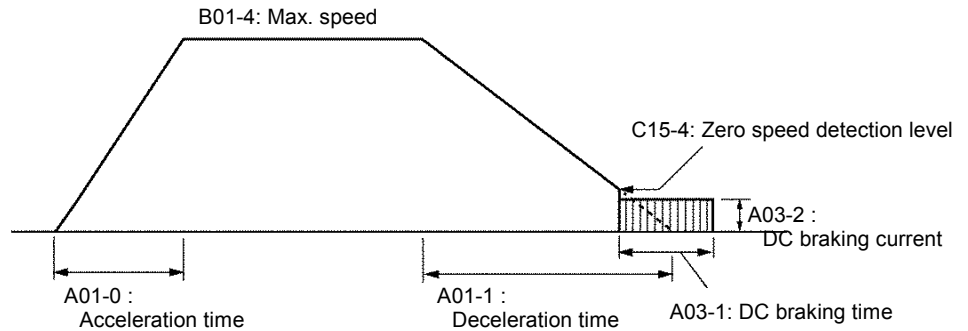 B01-4: Max. speed
C15-4: Zero speed detection level
A03-2 :
DC braking current
A01-0 :
Acceleration time
A01-1 :
Deceleration time
A03-1: DC braking time